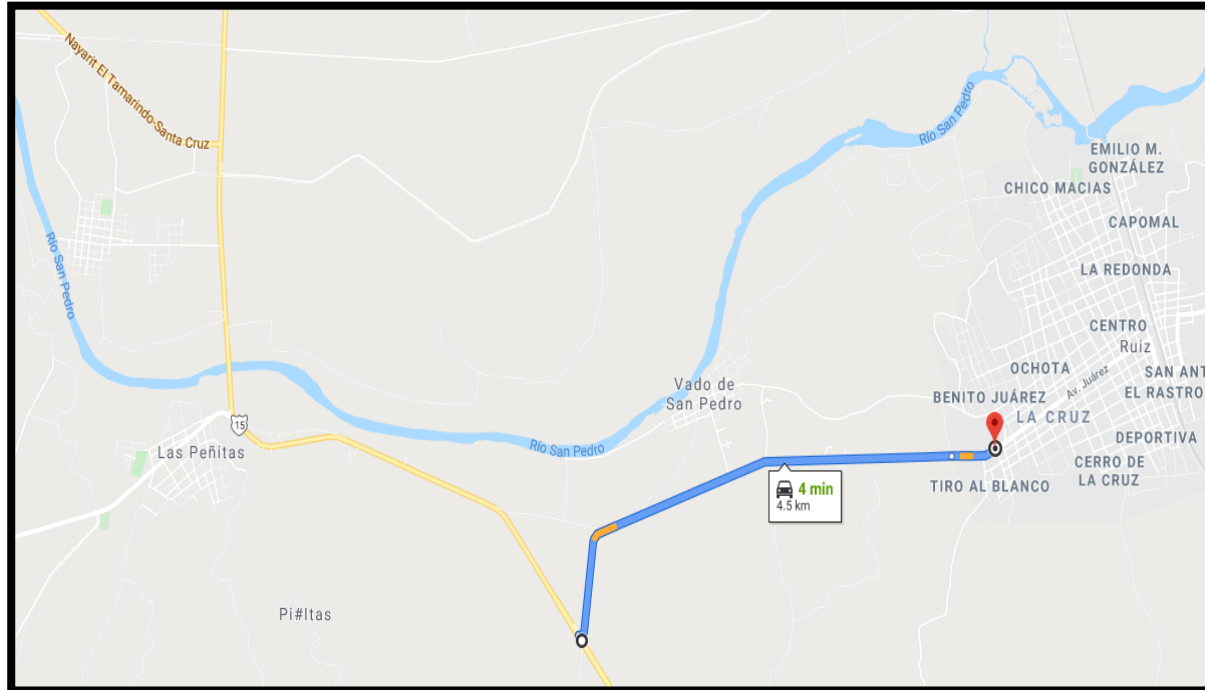 Nayarit El Tamarindo-Santa Cruz
Río San Pedro
EMILIO M.
GONZÁLEZ
CHICO MACIAS
CAPOMAL
Río San Pedro
LA REDONDA
CENTRO
Ruiz
OCHOTA
SAN ANT
Av. Juárez
EL RASTRO
Vado de
San Pedro
BENITO JUÁREZ
LA CRUZ
15
Las Peñitas
Río San Pedro
DEPORTIVA
CERRO DE
LA CRUZ
TIRO AL BLANCO
4 min
4.5 km
Pi#ltas